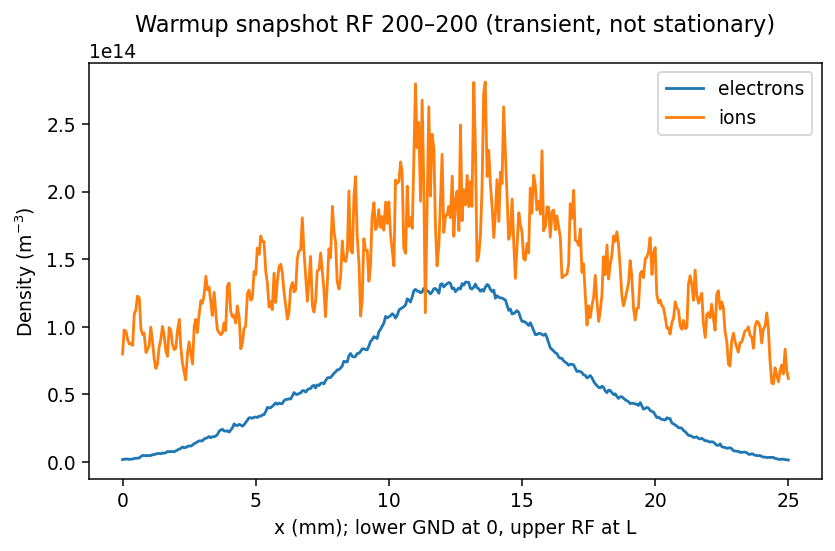 Warmup snapshot RF 200–200 (transient, not stationary)
1e14
electrons
ions
2.5
2.0
1.5
1.0
0.5
0.0
Density (m⁻³)
0 5 10 15 20 25
x (mm); lower GND at 0, upper RF at L